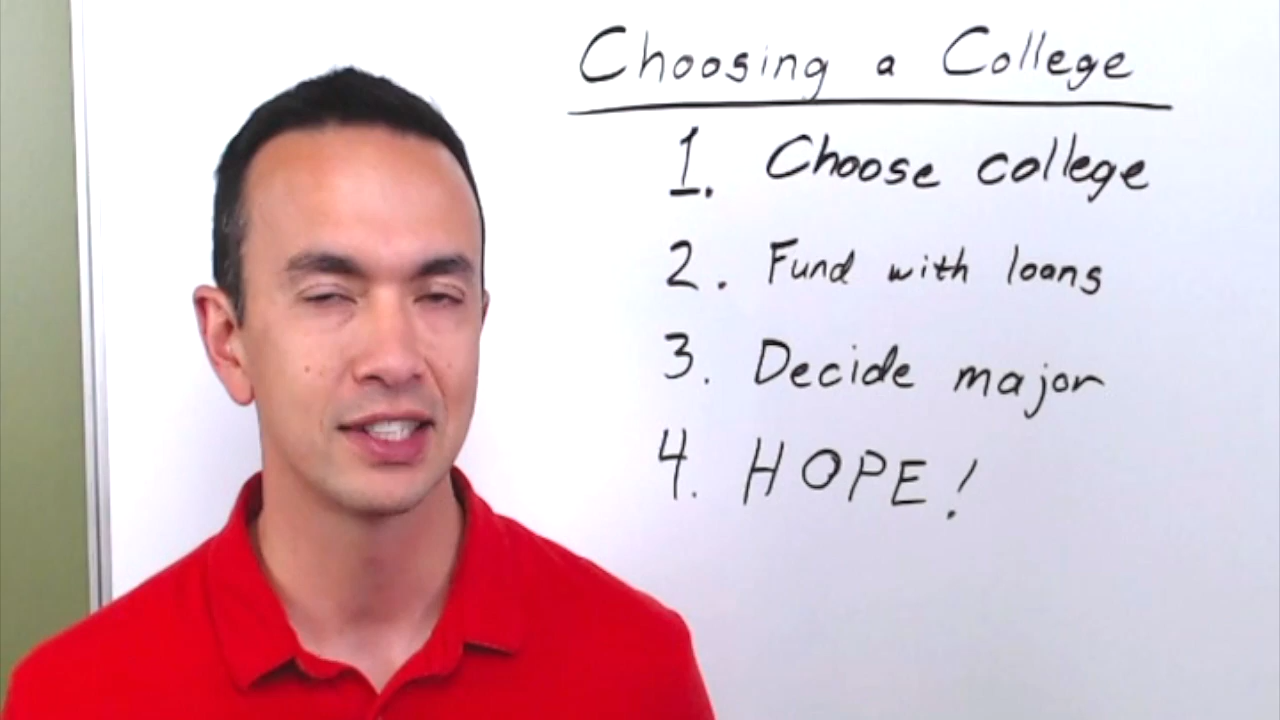 Choosing a College
1. Choose college
2. Fund with loans
3. Decide major
4. HOPE!